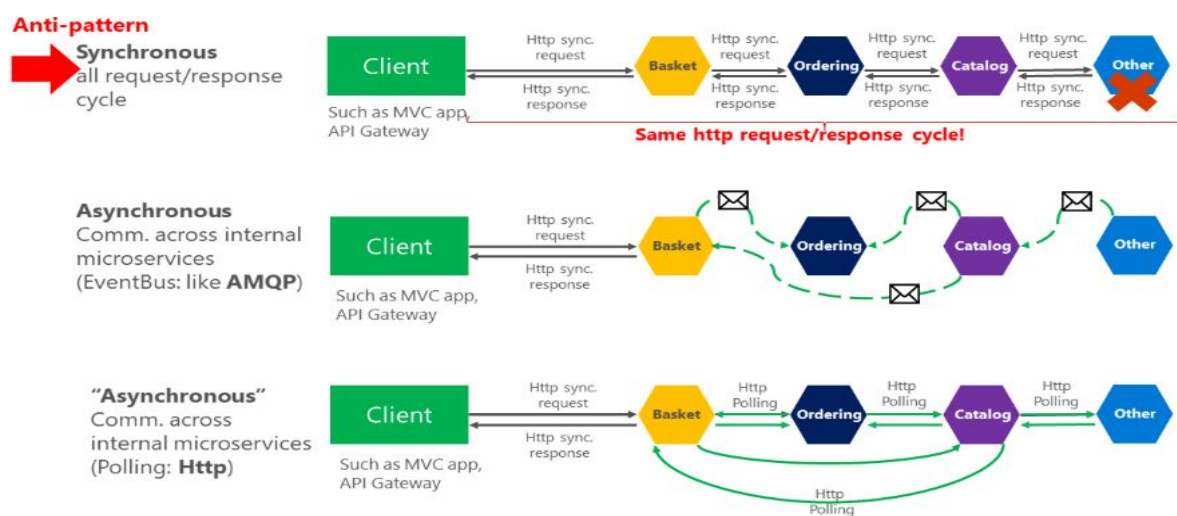 Anti-pattern
Synchronous
all request/response
cycle
Client
Such as MVC app,
API Gateway
Http sync.
request
Http sync.
response
Basket
Http sync.
request
Http sync.
response
Ordering
Http sync.
request
Http sync.
response
Catalog
Http sync.
request
Http sync.
response
Other
Same http request/response cycle!
Asynchronous
Comm. across internal
microservices
(EventBus: like AMQP)
Client
Such as MVC app,
API Gateway
Http sync.
request
Http sync.
response
Basket
Ordering
Catalog
Other
“Asynchronous”
Comm. across
internal microservices
(Polling: Http)
Client
Such as MVC app,
API Gateway
Http sync.
request
Http sync.
response
Basket
Http
Polling
Ordering
Http
Polling
Catalog
Http
Polling
Other
Http
Polling